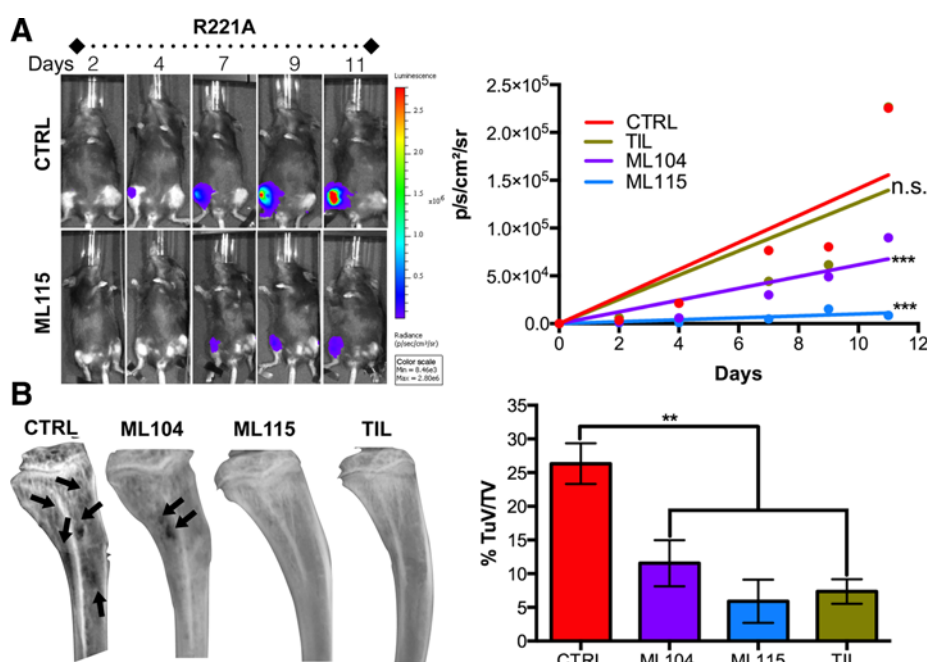 A
R221A
Days 2 4 7 9 11
CTRL
ML115
Luminescence
2.5
2.0
1.5
1.0
0.5
x10⁶
Radiance
(p/sec/cm²/sr)
Color scale
Min = 8.46e3
Max = 2.80e6
p/s/cm²/sr
2.5×10⁵
2.0×10⁵
1.5×10⁵
1.0×10⁵
5.0×10⁴
0.0
CTRL
TIL
ML104
ML115
n.s.
***
***
0 2 4 6 8 10 12
Days
B
CTRL ML104 ML115 TIL
% TuV/TV
35
30
25
20
15
10
5
0
**
CTRL ML104 ML115 TIL